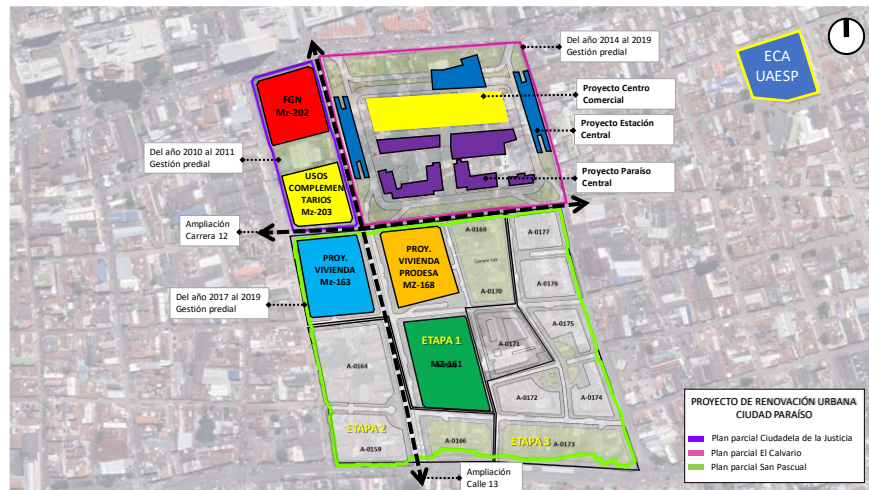 Del año 2014 al 2019
Gestión predial
ECA
UAESP
FGN
Mz-202
Proyecto Centro
Comercial
Proyecto Estación
Central
Del año 2010 al 2011
Gestión predial
USOS
COMPLEMEN
TARIOS
Mz-203
Proyecto Paraíso
Central
Ampliación
Carrera 12
PROY.
VIVIENDA
Mz-163
PROY.
VIVIENDA
PRODESA
MZ-168
A-0169
A-0177
A-0170
A-0176
Del año 2017 al 2019
Gestión predial
ETAPA 1
MZ-161
A-0175
A-0171
A-0164
A-0172
A-0174
ETAPA 2
A-0159
A-0166
ETAPA 3
A-0173
Ampliación
Calle 13
PROYECTO DE RENOVACIÓN URBANA
CIUDAD PARAÍSO
Plan parcial Ciudadela de la Justicia
Plan parcial El Calvario
Plan parcial San Pascual